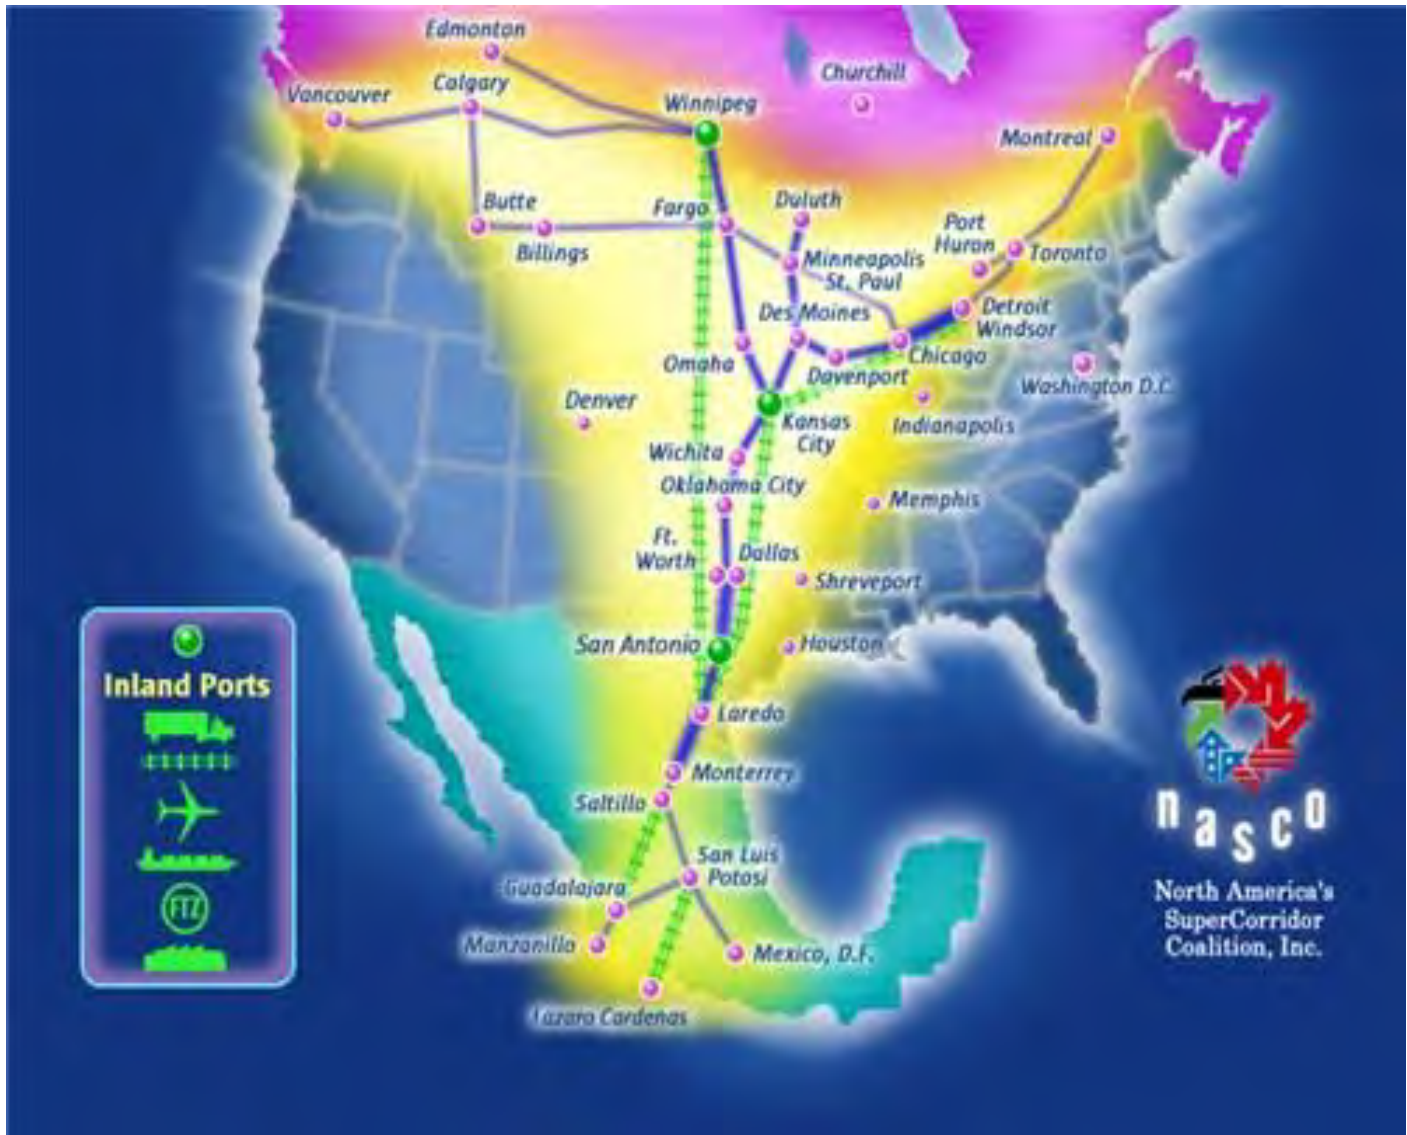 Edmonton
Calgary
Vancouver
Winnipeg
Churchill
Montreal
Butte
Billings
Fargo
Duluth
Port
Huron
Toronto
Minneapolis
St. Paul
Des Moines
Detroit
Windsor
Omaha
Davenport
Chicago
Washington D.C.
Denver
Kansas
City
Indianapolis
Wichita
Oklahoma City
Memphis
Ft.
Worth
Dallas
Shreveport
San Antonio
Houston
Laredo
Monterrey
Saltillo
San Luis
Potosi
Guadalajara
Manzanillo
Mexico, D.F.
Lazaro Cardenas
Inland Ports
FTZ
nasco
North America's
SuperCorridor
Coalition, Inc.